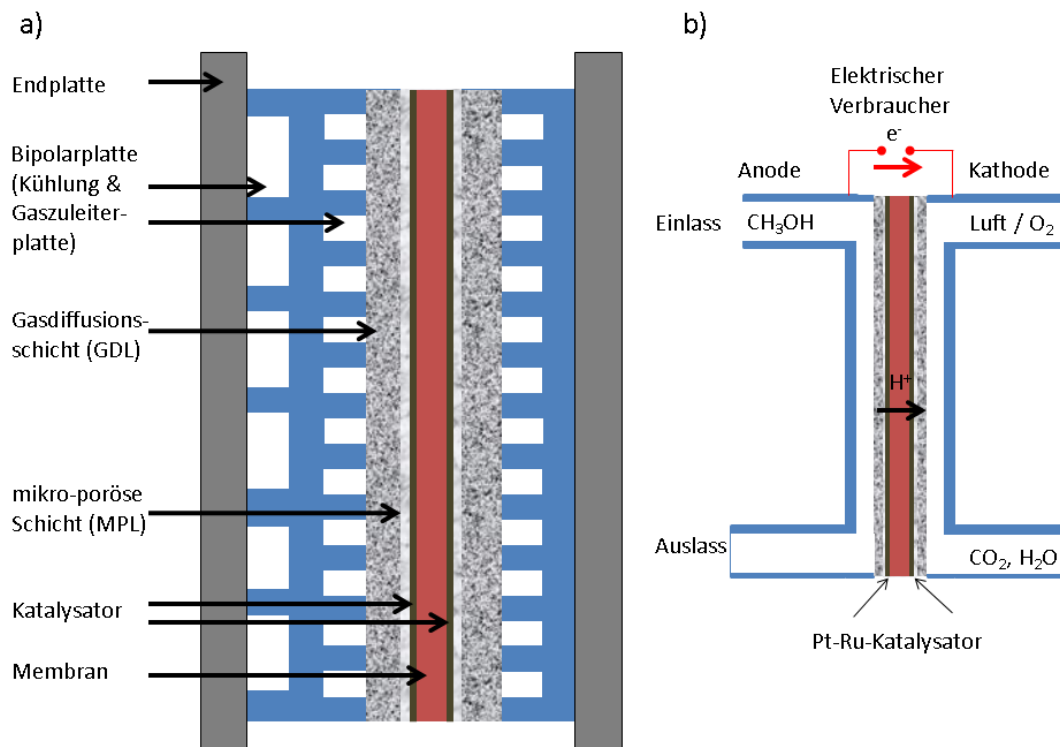 a)
Endplatte
Bipolarplatte
(Kühlung &
Gaszuleiter-
platte)
Gasdiffusions-
schicht (GDL)
mikro-poröse
Schicht (MPL)
Katalysator
Membran
b)
Elektrischer
Verbraucher
e⁻
Anode
Kathode
Einlass
CH₃OH
Luft / O₂
H⁺
Auslass
CO₂, H₂O
Pt-Ru-Katalysator